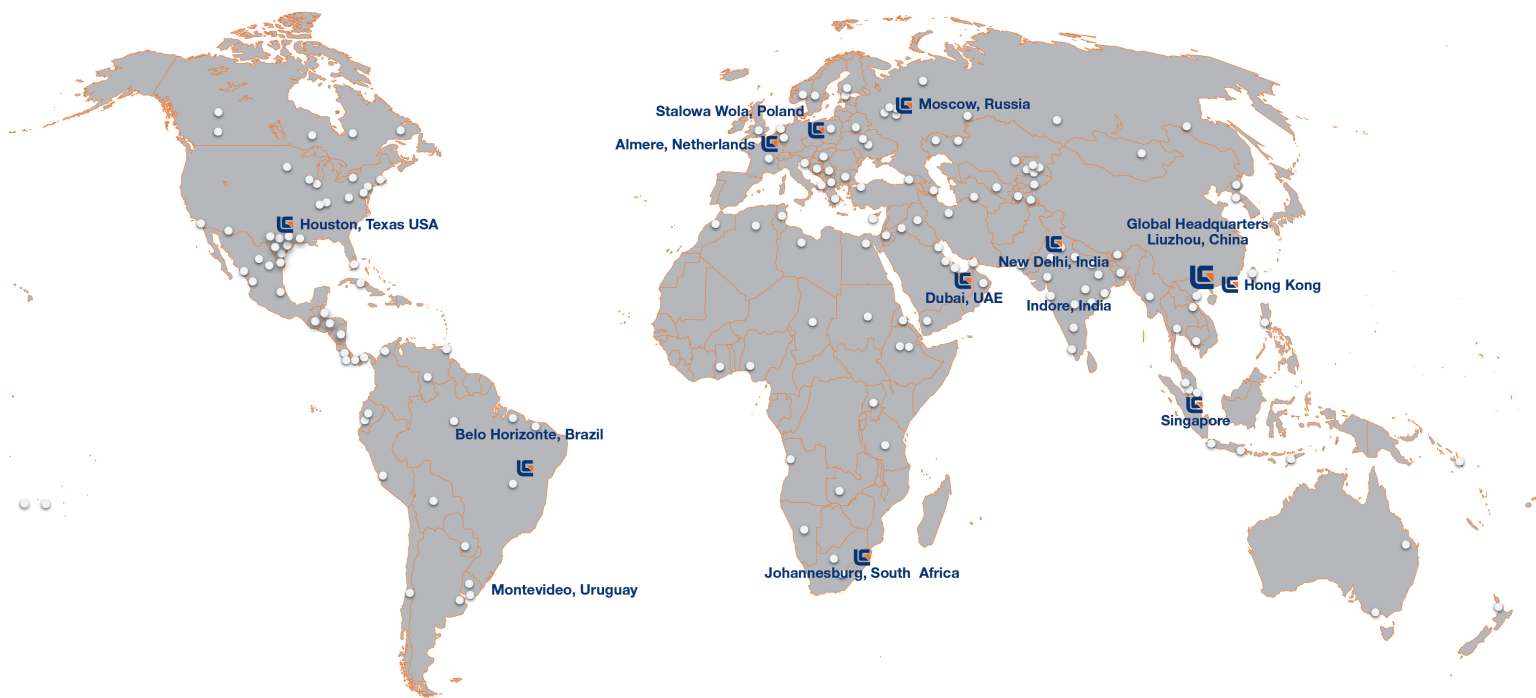 Stalowa Wola, Poland
Moscow, Russia
Almere, Netherlands
Houston, Texas USA
Global Headquarters
Liuzhou, China
New Delhi, India
Hong Kong
Dubai, UAE
Indore, India
Singapore
Belo Horizonte, Brazil
Johannesburg, South Africa
Montevideo, Uruguay